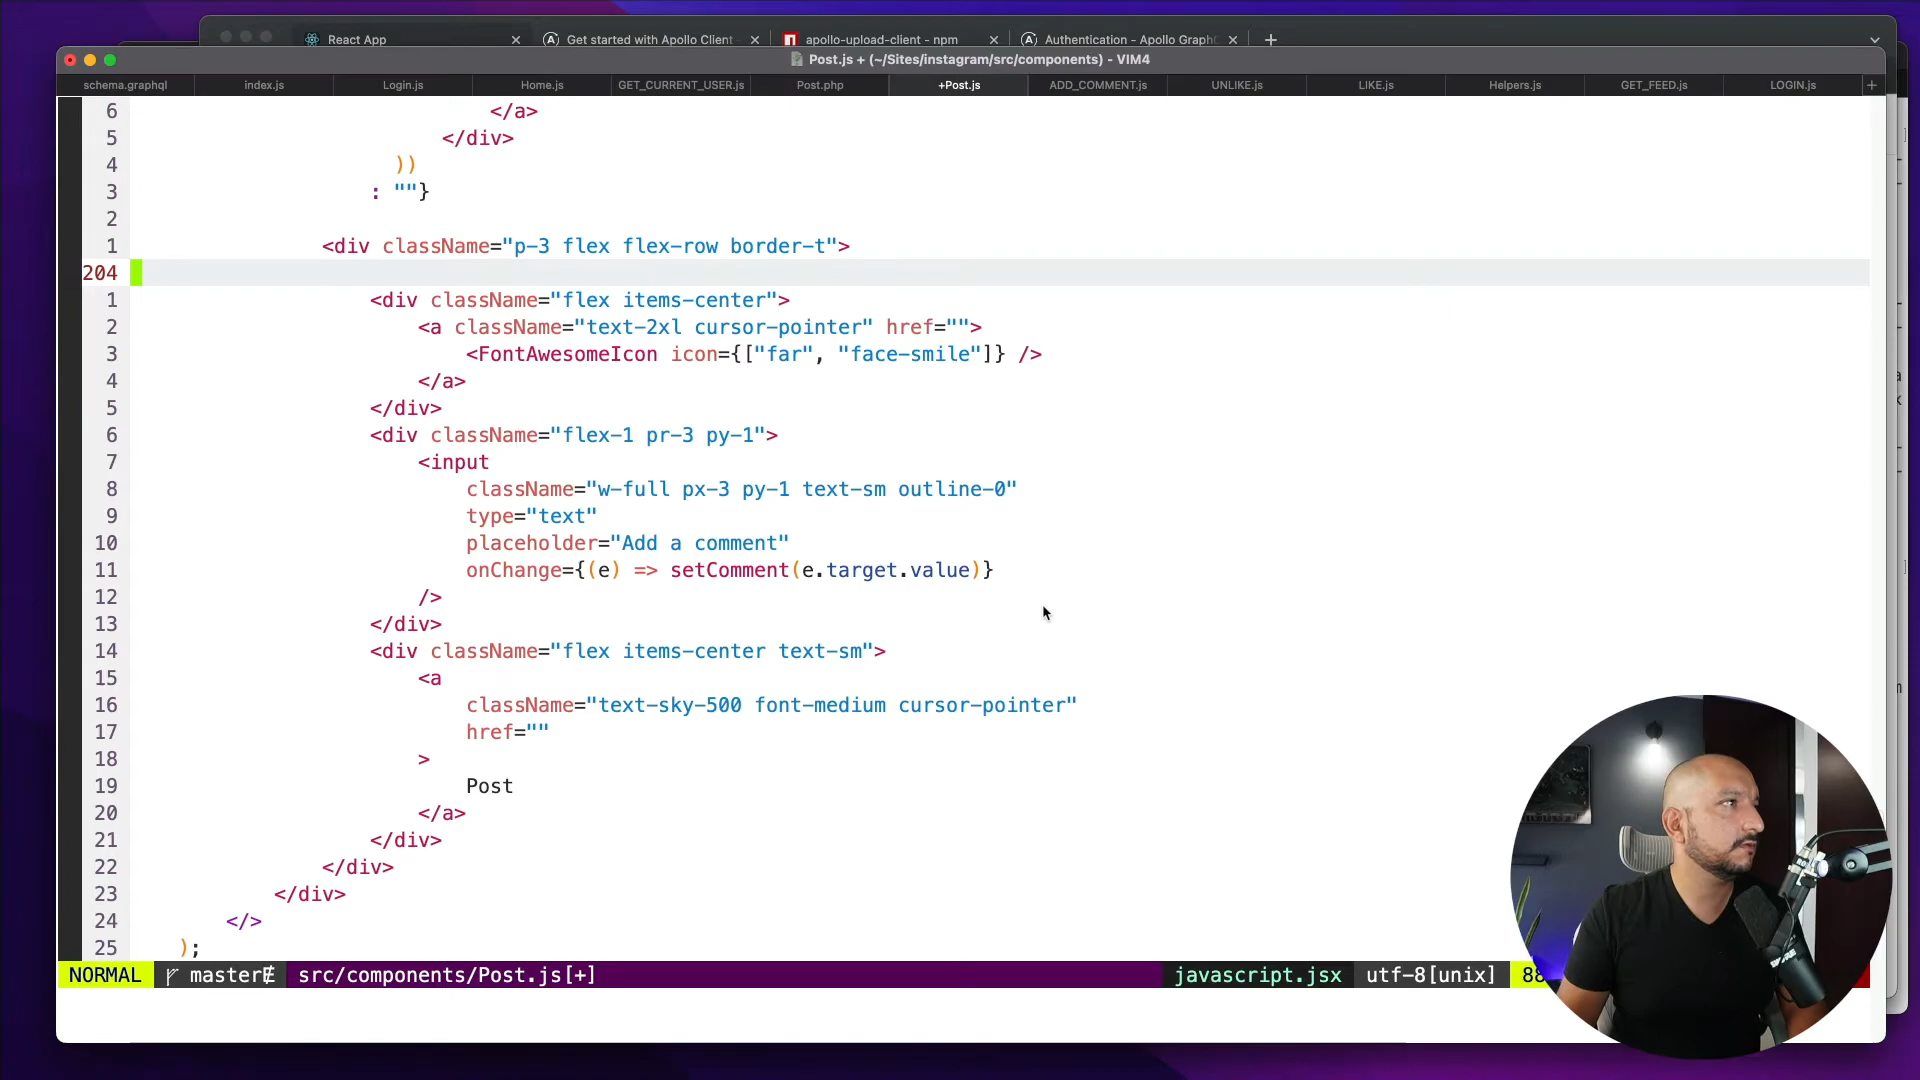 React App
Get started with Apollo Client
apollo-upload-client - npm
Authentication - Apollo GraphQ
Post.js + (~/Sites/instagram/src/components) - VIM4
schema.graphql
index.js
Login.js
Home.js
GET_CURRENT_USER.js
Post.php
+Post.js
ADD_COMMENT.js
UNLIKE.js
LIKE.js
Helpers.js
GET_FEED.js
LOGIN.js
6 </a>
5 </div>
4 ))
3 : ""}
2
1 <div className="p-3 flex flex-row border-t">
204
1 <div className="flex items-center">
2 <a className="text-2xl cursor-pointer" href="">
3 <FontAwesomeIcon icon={["far", "face-smile"]} />
4 </a>
5 </div>
6 <div className="flex-1 pr-3 py-1">
7 <input
8 className="w-full px-3 py-1 text-sm outline-0"
9 type="text"
10 placeholder="Add a comment"
11 onChange={(e) => setComment(e.target.value)}
12 />
13 </div>
14 <div className="flex items-center text-sm">
15 <a
16 className="text-sky-500 font-medium cursor-pointer"
17 href=""
18 >
19 Post
20 </a>
21 </div>
22 </div>
23 </div>
24 </>
25 );
NORMAL master src/components/Post.js[+] javascript.jsx utf-8[unix] 88